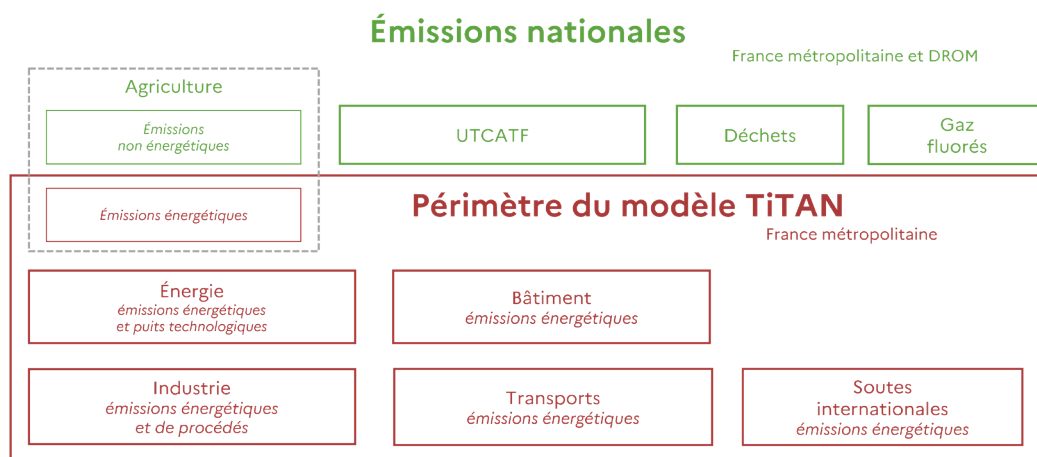 Émissions nationales
France métropolitaine et DROM
Agriculture
Émissions
non énergétiques
UTCATF
Déchets
Gaz
fluorés
Émissions énergétiques
Périmètre du modèle TiTAN
France métropolitaine
Énergie
émissions énergétiques
et puits technologiques
Bâtiment
émissions énergétiques
Industrie
émissions énergétiques
et de procédés
Transports
émissions énergétiques
Soutes
internationales
émissions énergétiques